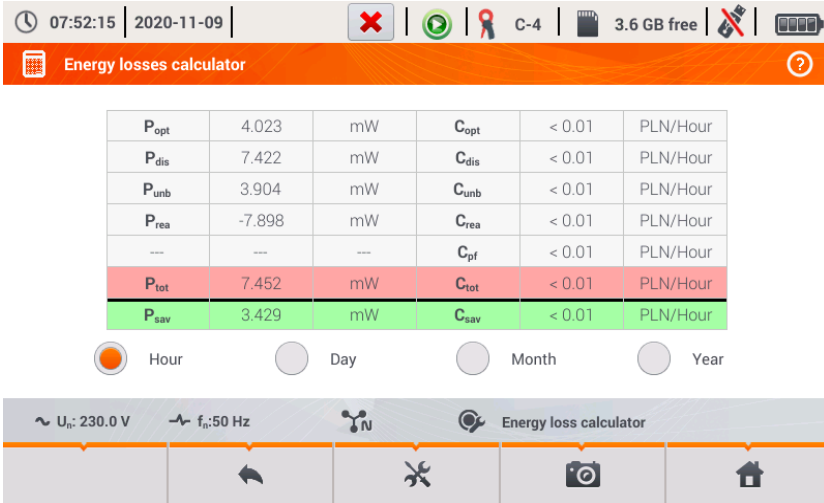 07:52:15 2020-11-09 C-4 3.6 GB free
Energy losses calculator ?
Popt 4.023 mW Copt < 0.01 PLN/Hour
Pdis 7.422 mW Cdis < 0.01 PLN/Hour
Punb 3.904 mW Cunb < 0.01 PLN/Hour
Prea -7.898 mW Crea < 0.01 PLN/Hour
--- --- --- Cpf < 0.01 PLN/Hour
Ptot 7.452 mW Ctot < 0.01 PLN/Hour
Psav 3.429 mW Csav < 0.01 PLN/Hour
Hour Day Month Year
Un: 230.0 V fn:50 Hz N Energy loss calculator